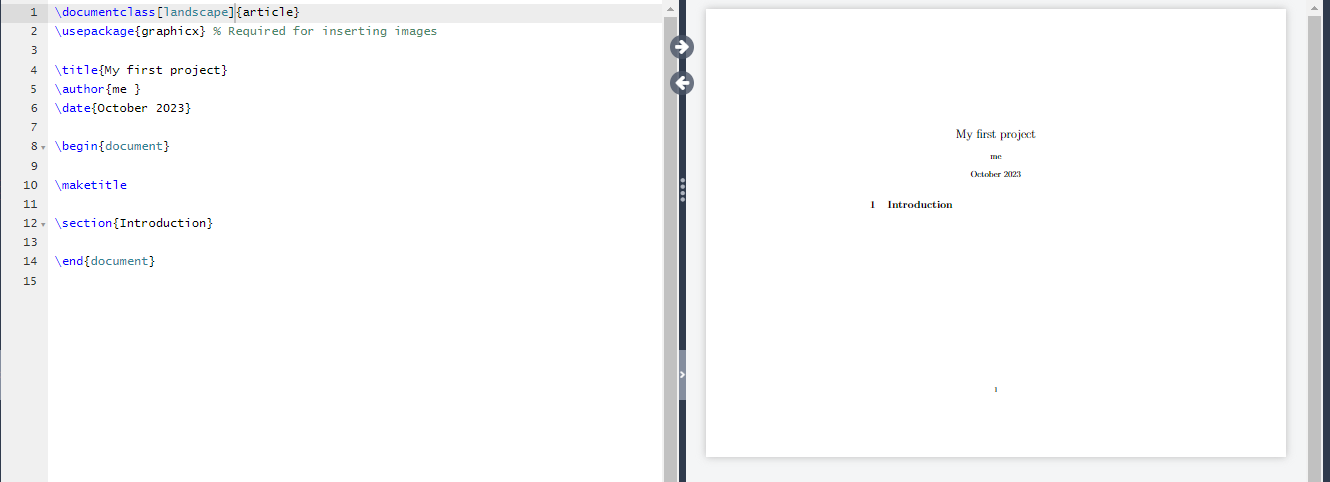 1 \documentclass[landscape]{article}
2 \usepackage{graphicx} % Required for inserting images
3
4 \title{My first project}
5 \author{me }
6 \date{October 2023}
7
8 \begin{document}
9
10 \maketitle
11
12 \section{Introduction}
13
14 \end{document}
15
My first project
me
October 2023
1 Introduction
1